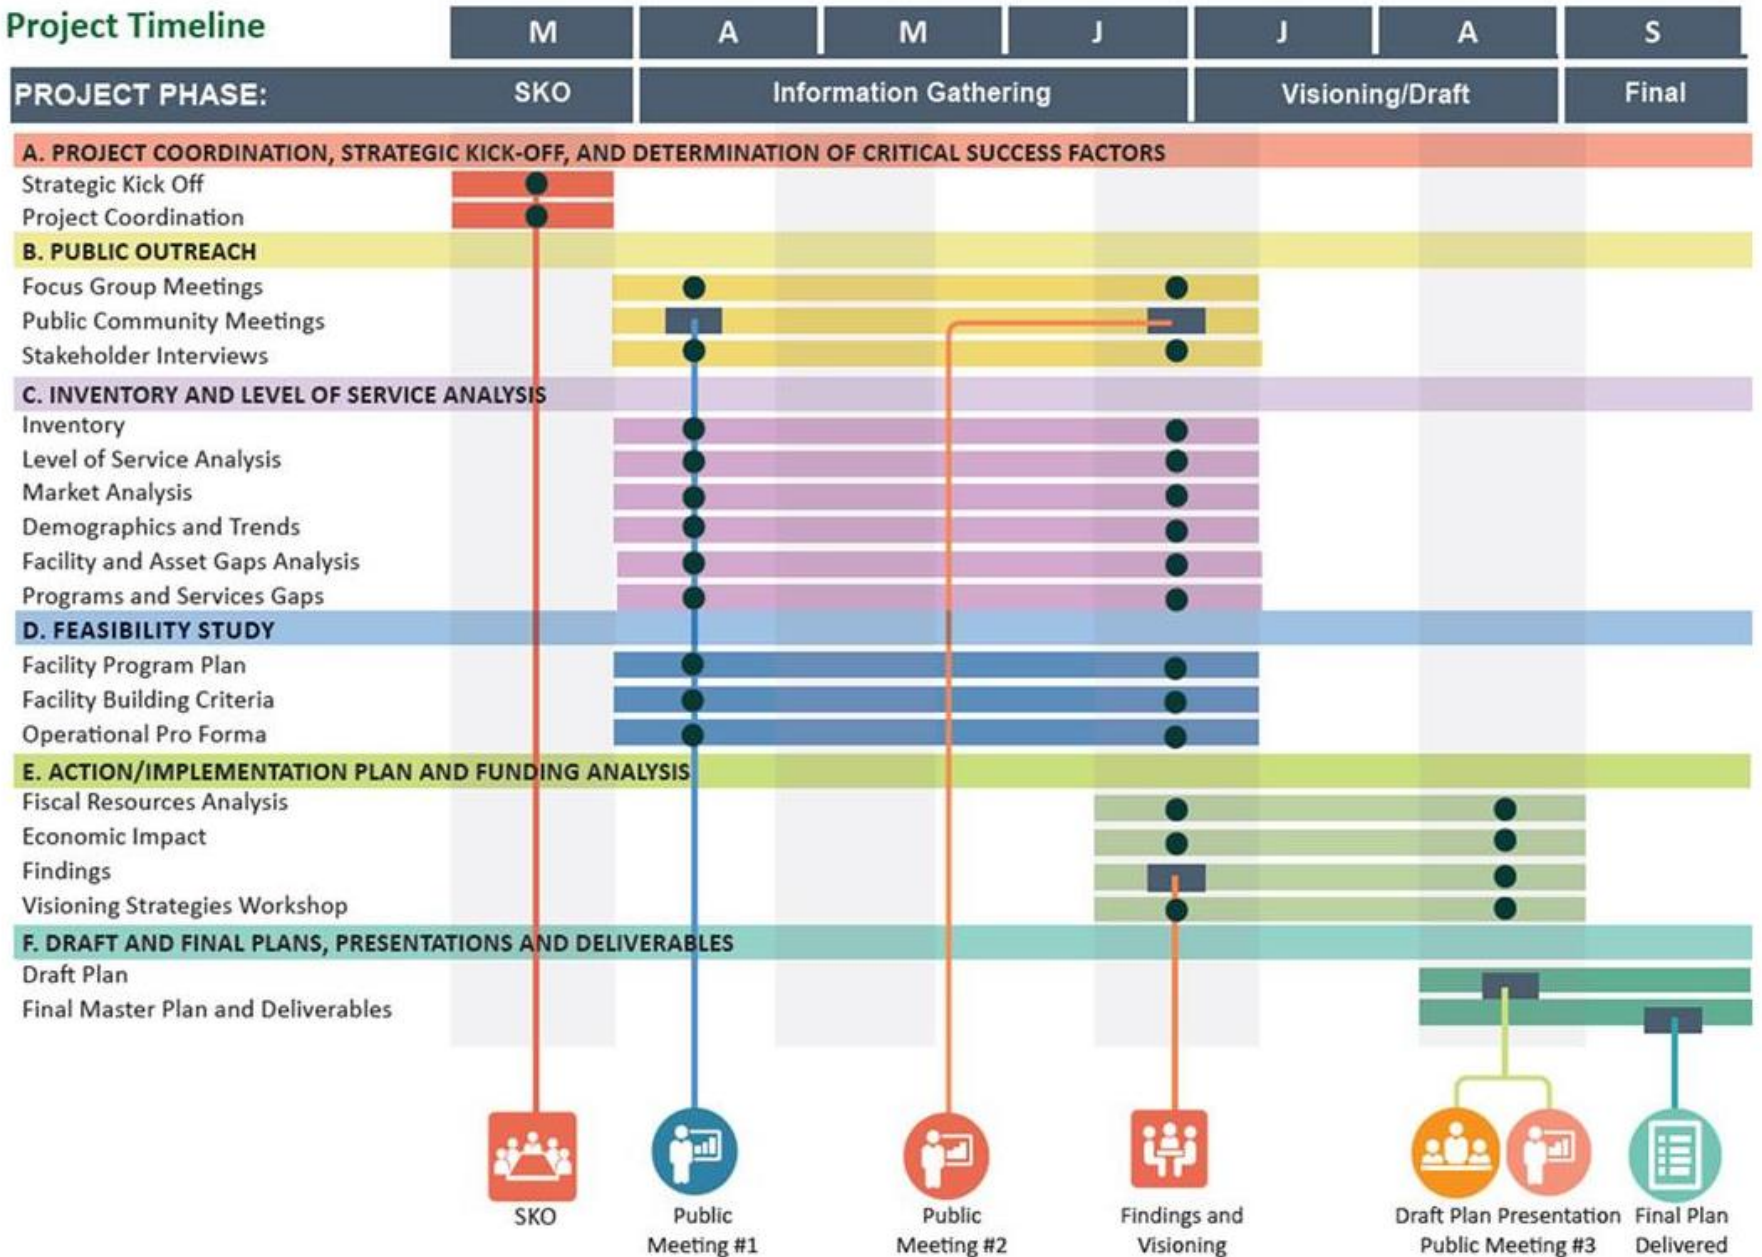 Project Timeline
M A M J J A S
PROJECT PHASE: SKO Information Gathering Visioning/Draft Final
A. PROJECT COORDINATION, STRATEGIC KICK-OFF, AND DETERMINATION OF CRITICAL SUCCESS FACTORS
Strategic Kick Off
Project Coordination
B. PUBLIC OUTREACH
Focus Group Meetings
Public Community Meetings
Stakeholder Interviews
C. INVENTORY AND LEVEL OF SERVICE ANALYSIS
Inventory
Level of Service Analysis
Market Analysis
Demographics and Trends
Facility and Asset Gaps Analysis
Programs and Services Gaps
D. FEASIBILITY STUDY
Facility Program Plan
Facility Building Criteria
Operational Pro Forma
E. ACTION/IMPLEMENTATION PLAN AND FUNDING ANALYSIS
Fiscal Resources Analysis
Economic Impact
Findings
Visioning Strategies Workshop
F. DRAFT AND FINAL PLANS, PRESENTATIONS AND DELIVERABLES
Draft Plan
Final Master Plan and Deliverables
SKO
Public
Meeting #1
Public
Meeting #2
Findings and
Visioning
Draft Plan Presentation
Public Meeting #3
Final Plan
Delivered